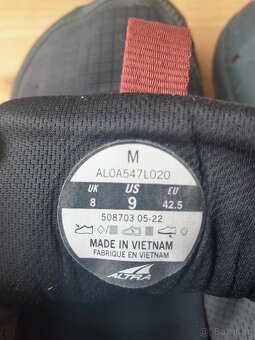 M
AL0A547L020
UK US EU
8 9 42.5
508703 05-22
MADE IN VIETNAM
FABRIQUE EN VIETNAM
ALTRA